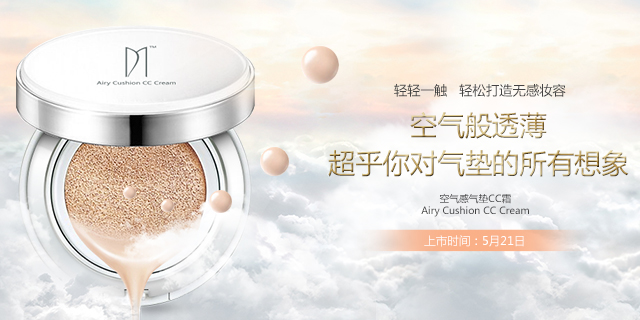 TM
Airy Cushion CC Cream
轻轻一触 轻松打造无感妆容
空气般透薄
超乎你对气垫的所有想象
空气感气垫CC霜
Airy Cushion CC Cream
上市时间：5月21日